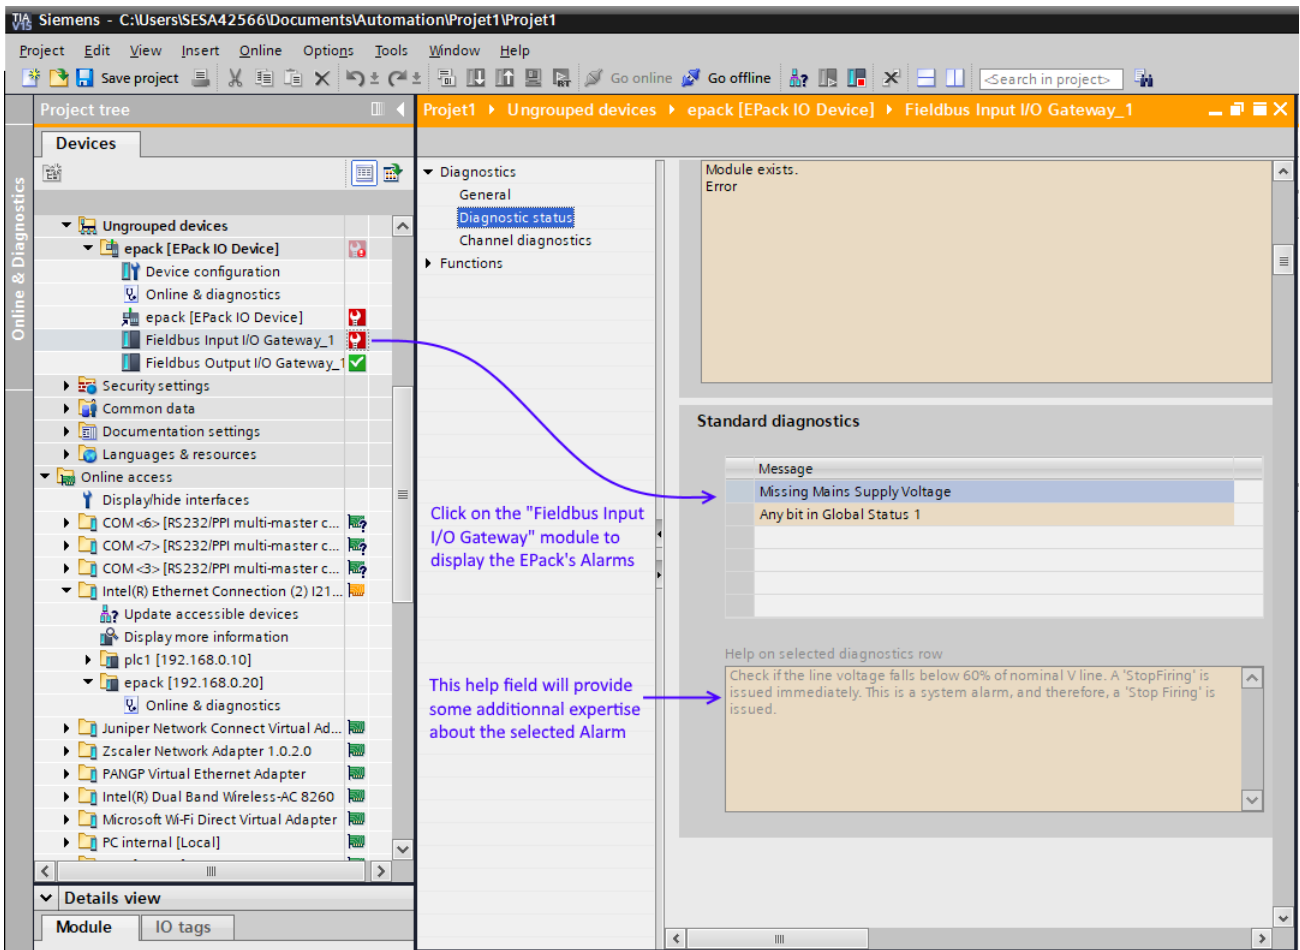 TIA V15 Siemens - C:\Users\SESA42566\Documents\Automation\Projet1\Projet1
Project Edit View Insert Online Options Tools Window Help
Save project Go online Go offline <Search in project>
Project tree
Projet1 Ungrouped devices epack [EPack IO Device] Fieldbus Input I/O Gateway_1
Devices
Online & Diagnostics
Ungrouped devices
epack [EPack IO Device]
Device configuration
Online & diagnostics
epack [EPack IO Device]
Fieldbus Input I/O Gateway_1
Fieldbus Output I/O Gateway_1
Security settings
Common data
Documentation settings
Languages & resources
Online access
Display/hide interfaces
COM <6> [RS232/PPI multi-master c...
COM <7> [RS232/PPI multi-master c...
COM <3> [RS232/PPI multi-master c...
Intel(R) Ethernet Connection (2) I21...
Update accessible devices
Display more information
plc1 [192.168.0.10]
epack [192.168.0.20]
Online & diagnostics
Juniper Network Connect Virtual Ad...
Zscaler Network Adapter 1.0.2.0
PANGP Virtual Ethernet Adapter
Intel(R) Dual Band Wireless-AC 8260
Microsoft Wi-Fi Direct Virtual Adapter
PC internal [Local]
Details view
Module IO tags
Diagnostics
General
Diagnostic status
Channel diagnostics
Functions
Click on the "Fieldbus Input
I/O Gateway" module to
display the EPack's Alarms
This help field will provide
some additionnal expertise
about the selected Alarm
Module exists.
Error
Standard diagnostics
Message
Missing Mains Supply Voltage
Any bit in Global Status 1
Help on selected diagnostics row
Check if the line voltage falls below 60% of nominal V line. A 'StopFiring' is
issued immediately. This is a system alarm, and therefore, a 'Stop Firing' is
issued.